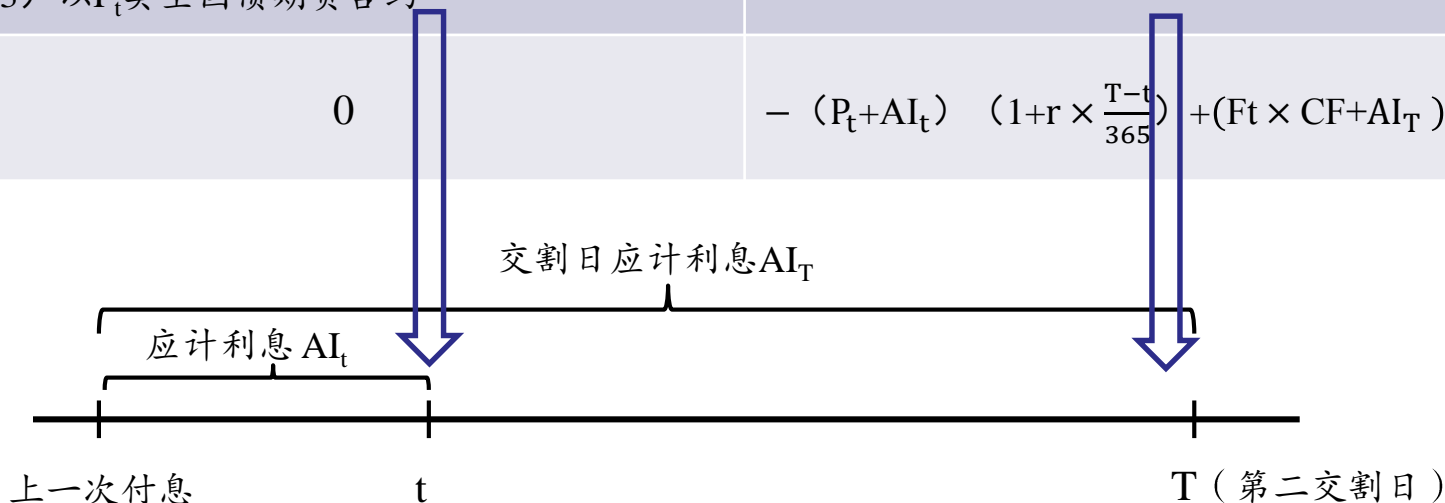 0
−（Pt+AIt）（1+r × T−t/365）+(Ft × CF+AIT )
交割日应计利息AIT
应计利息 AIt
上一次付息
t
T（第二交割日）